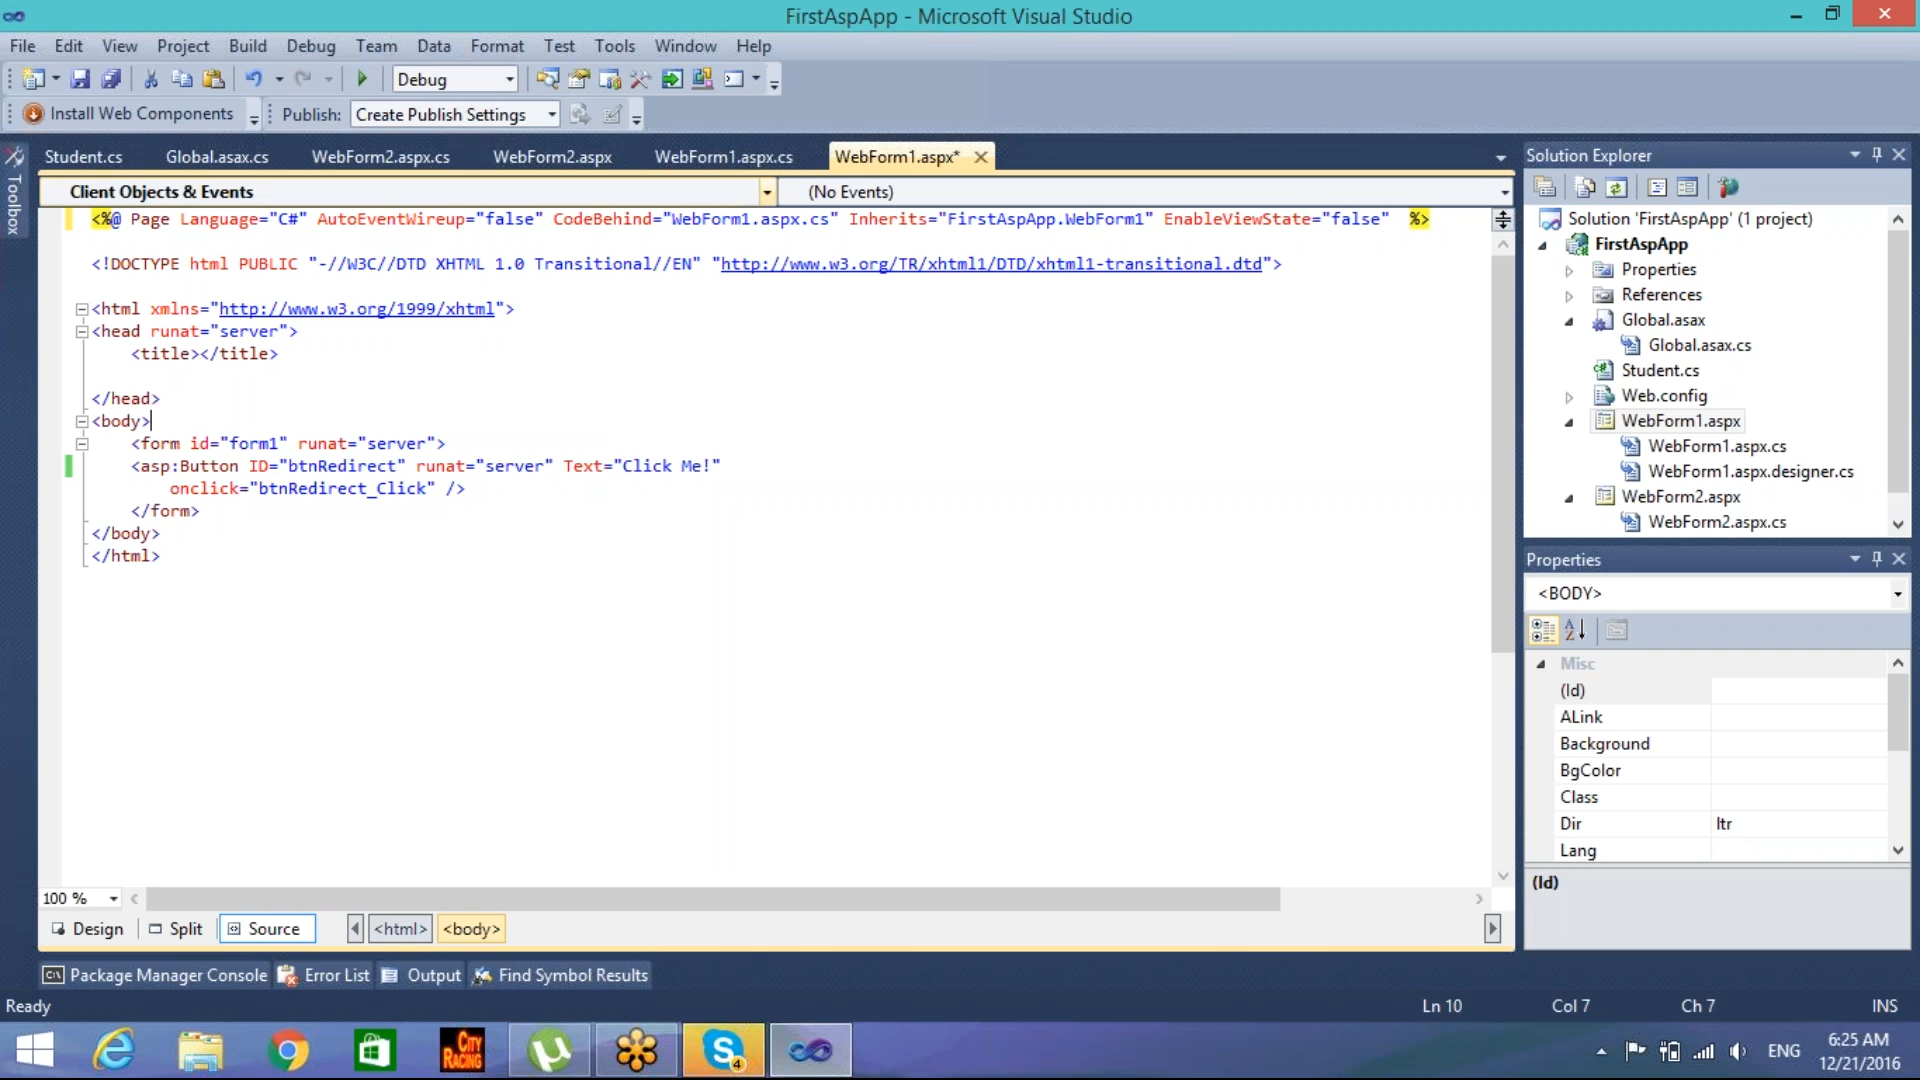 FirstAspApp - Microsoft Visual Studio
File Edit View Project Build Debug Team Data Format Test Tools Window Help
Debug
Install Web Components Publish: Create Publish Settings
Toolbox
Student.cs Global.asax.cs WebForm2.aspx.cs WebForm2.aspx WebForm1.aspx.cs WebForm1.aspx*
Client Objects & Events (No Events)
<%@ Page Language="C#" AutoEventWireup="false" CodeBehind="WebForm1.aspx.cs" Inherits="FirstAspApp.WebForm1" EnableViewState="false" %>
<!DOCTYPE html PUBLIC "-//W3C//DTD XHTML 1.0 Transitional//EN" "http://www.w3.org/TR/xhtml1/DTD/xhtml1-transitional.dtd">
<html xmlns="http://www.w3.org/1999/xhtml">
<head runat="server">
<title></title>
</head>
<body>
<form id="form1" runat="server">
<asp:Button ID="btnRedirect" runat="server" Text="Click Me!"
onclick="btnRedirect_Click" />
</form>
</body>
</html>
100 %
Design Split Source <html> <body>
Solution Explorer
Solution 'FirstAspApp' (1 project)
FirstAspApp
Properties
References
Global.asax
Global.asax.cs
Student.cs
Web.config
WebForm1.aspx
WebForm1.aspx.cs
WebForm1.aspx.designer.cs
WebForm2.aspx
WebForm2.aspx.cs
Properties
<BODY>
Misc
(Id)
ALink
Background
BgColor
Class
Dir ltr
Lang
(Id)
Package Manager Console Error List Output Find Symbol Results
Ready Ln 10 Col 7 Ch 7 INS
CITY RACING
4
ENG
6:25 AM
12/21/2016